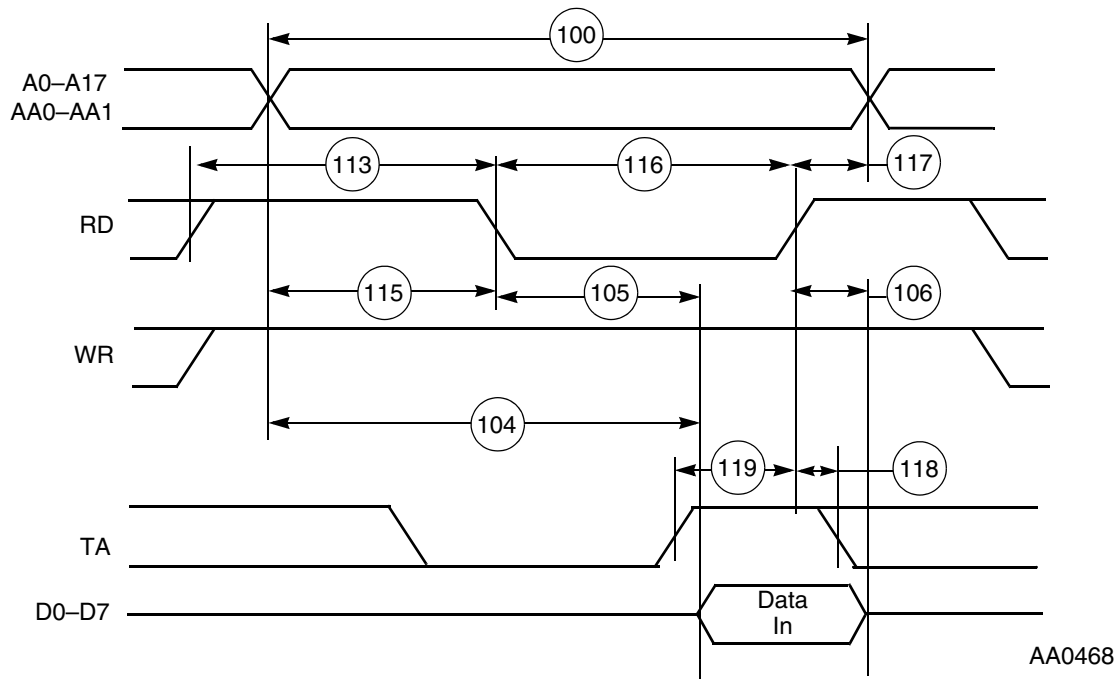 100
A0–A17
AA0–AA1
113
116
117
RD
115
105
106
WR
104
119
118
TA
D0–D7
Data
In
AA0468